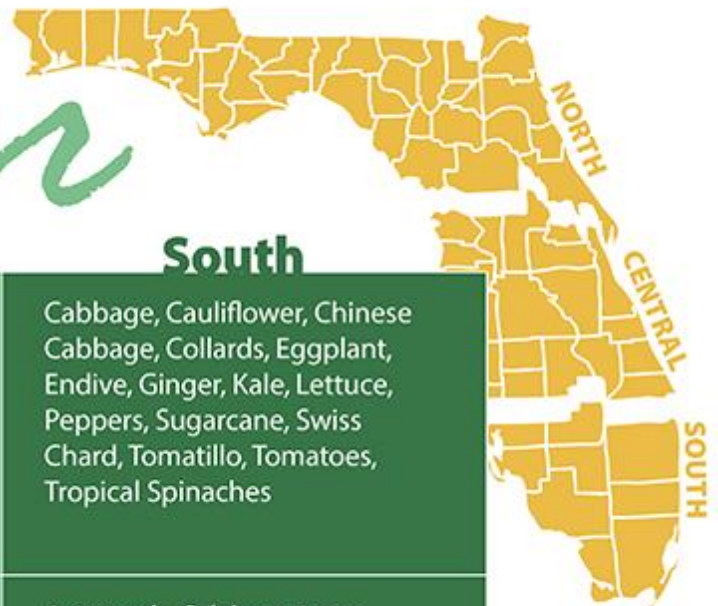 NORTH
CENTRAL
SOUTH
South
Cabbage, Cauliflower, Chinese
Cabbage, Collards, Eggplant,
Endive, Ginger, Kale, Lettuce,
Peppers, Sugarcane, Swiss
Chard, Tomatillo, Tomatoes,
Tropical Spinaches